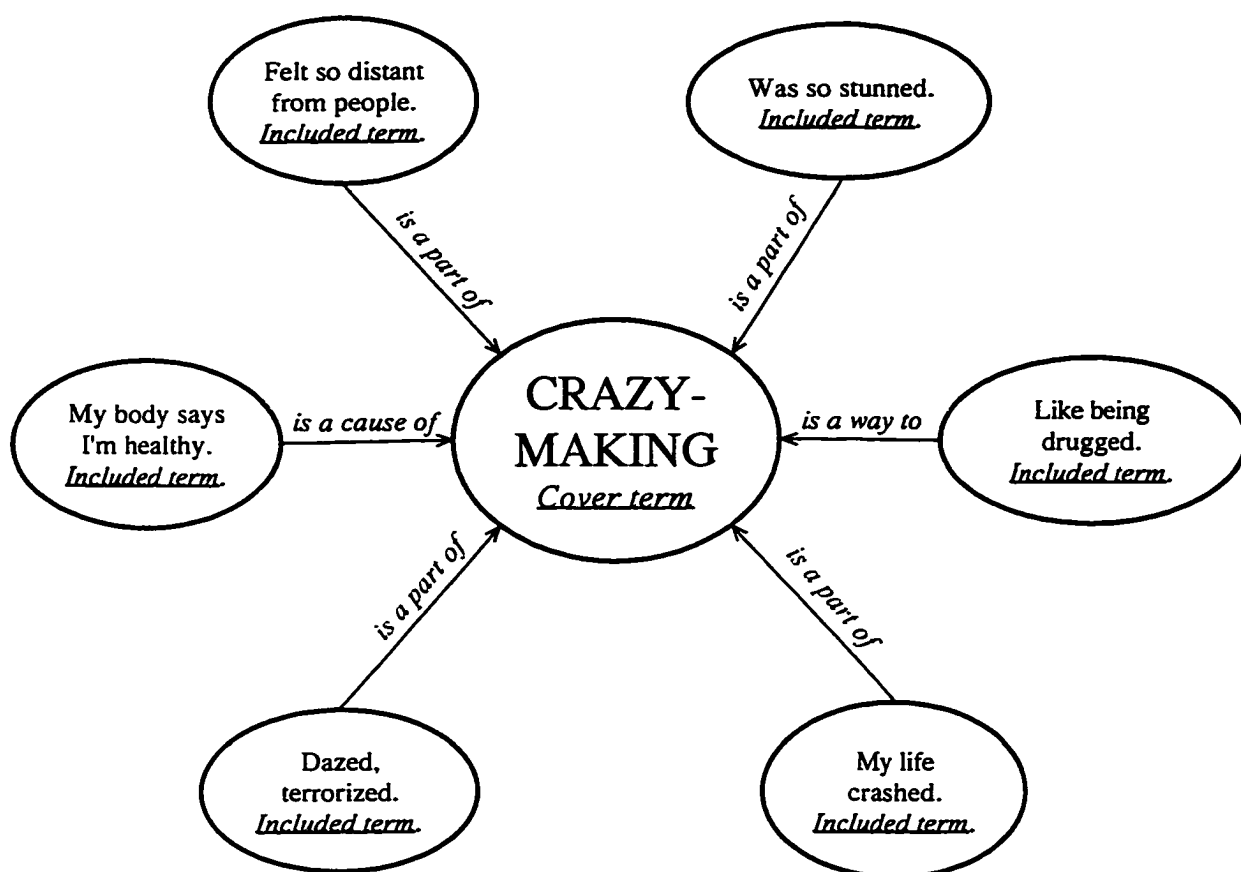 Felt so distant
from people.
Included term.
Was so stunned.
Included term.
is a part of
is a part of
My body says
I'm healthy.
Included term.
is a cause of
CRAZY-
MAKING
Cover term
is a way to
Like being
drugged.
Included term.
is a part of
is a part of
Dazed,
terrorized.
Included term.
My life
crashed.
Included term.